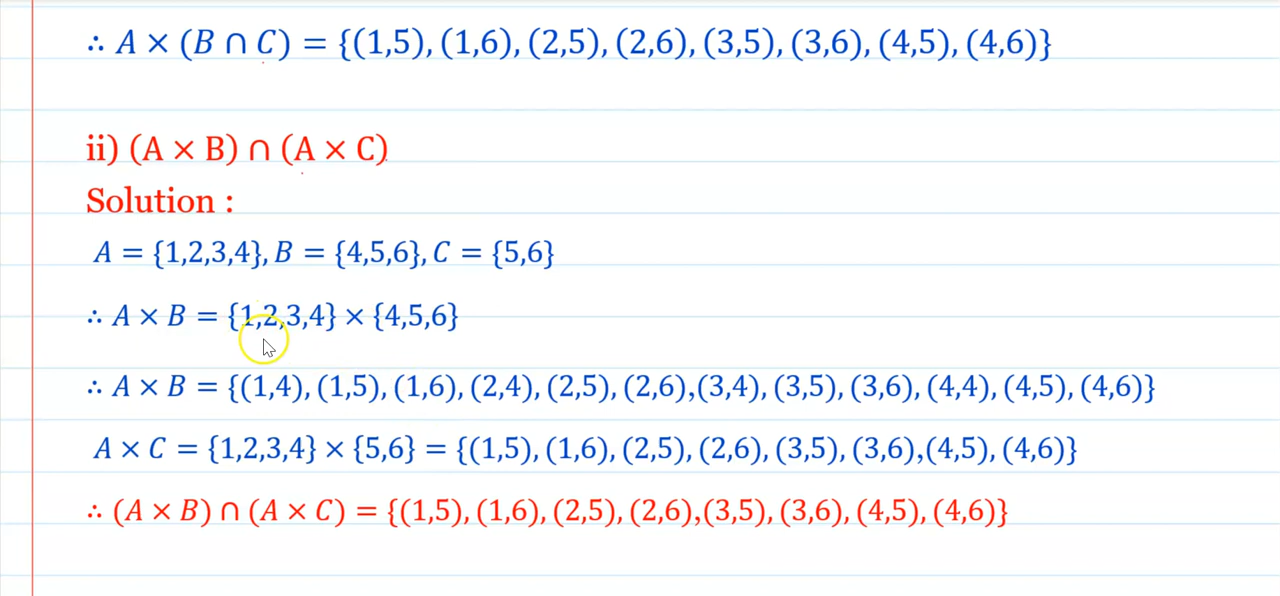 ∴ A × (B ∩ C) = {(1,5), (1,6), (2,5), (2,6), (3,5), (3,6), (4,5), (4,6)}
ii) (A × B) ∩ (A × C)
Solution :
A = {1,2,3,4}, B = {4,5,6}, C = {5,6}
∴ A × B = {1,2,3,4} × {4,5,6}
∴ A × B = {(1,4), (1,5), (1,6), (2,4), (2,5), (2,6),(3,4), (3,5), (3,6), (4,4), (4,5), (4,6)}
A × C = {1,2,3,4} × {5,6} = {(1,5), (1,6), (2,5), (2,6), (3,5), (3,6),(4,5), (4,6)}
∴ (A × B) ∩ (A × C) = {(1,5), (1,6), (2,5), (2,6),(3,5), (3,6), (4,5), (4,6)}